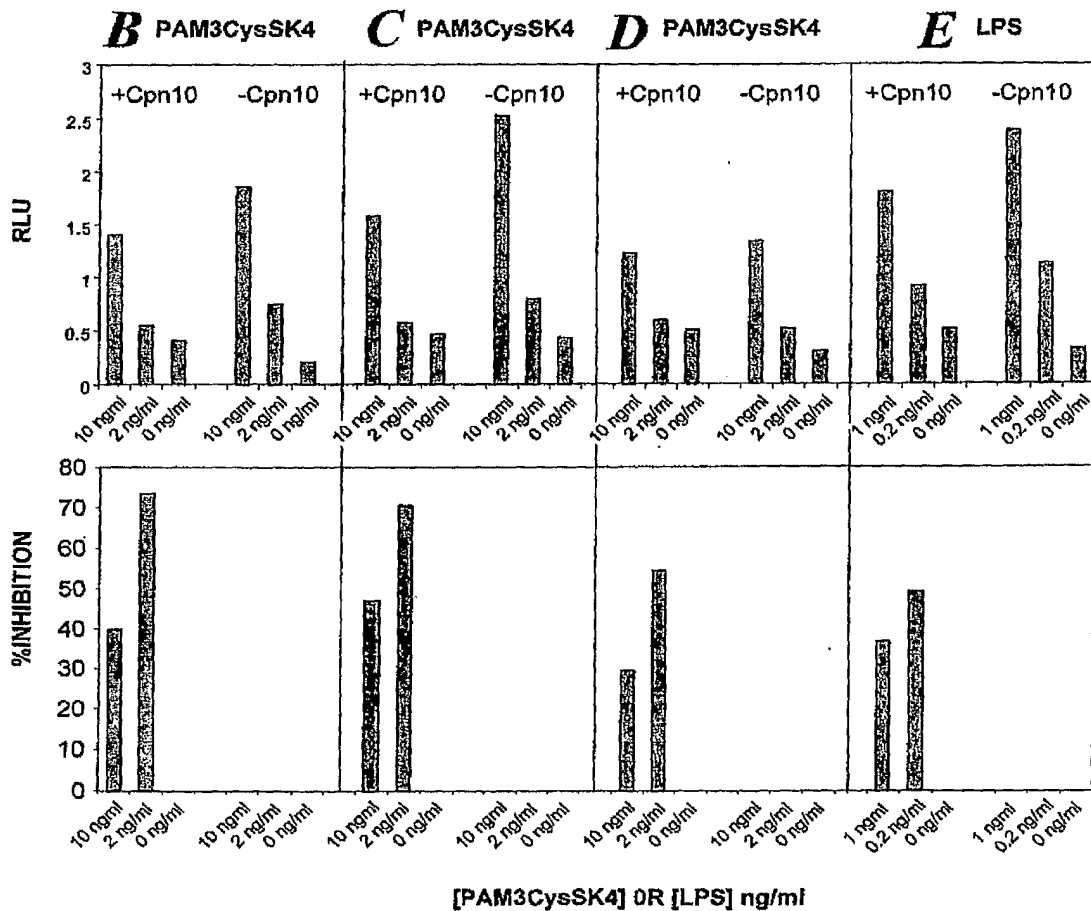 B PAM3CysSK4 C PAM3CysSK4 D PAM3CysSK4 E LPS
3
2.5
2
1.5
1
0.5
0
RLU
+Cpn10 -Cpn10 +Cpn10 -Cpn10 +Cpn10 -Cpn10 +Cpn10 -Cpn10
10 ngml 2 ng/ml 0 ng/ml 10 ngml 2 ng/ml 0 ng/ml 10 ngml 2 ng/ml 0 ng/ml 10 ngml 2 ng/ml 0 ng/ml 10 ngml 2 ng/ml 0 ng/ml 10 ngml 2 ng/ml 0 ng/ml 1 ngml 0.2 ng/ml 0 ng/ml 1 ngml 0.2 ng/ml 0 ng/ml
80
70
60
50
40
30
20
10
0
%INHIBITION
10 ngml 2 ng/ml 0 ng/ml 10 ngml 2 ng/ml 0 ng/ml 10 ngml 2 ng/ml 0 ng/ml 10 ngml 2 ng/ml 0 ng/ml 10 ngml 2 ng/ml 0 ng/ml 10 ngml 2 ng/ml 0 ng/ml 1 ngml 0.2 ng/ml 0 ng/ml 1 ngml 0.2 ng/ml 0 ng/ml
[PAM3CysSK4] 0R [LPS] ng/ml